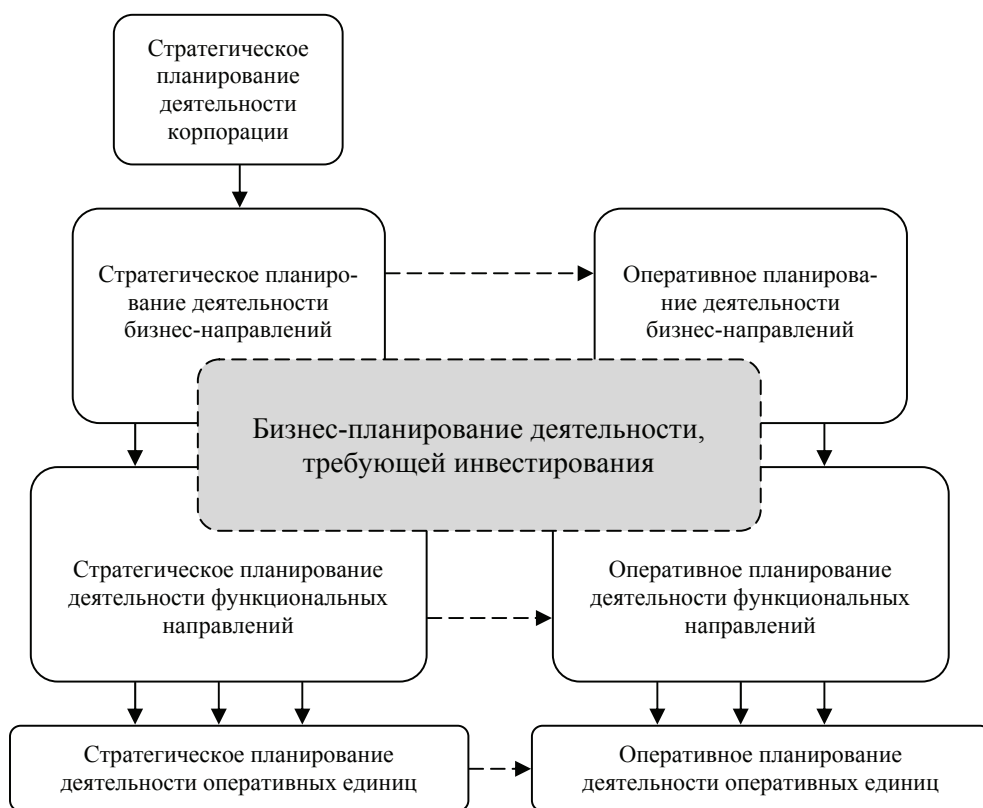 Стратегическое
планирование
деятельности
корпорации
Стратегическое планиро-
вание деятельности
бизнес-направлений
Оперативное планирова-
ние деятельности
бизнес-направлений
Бизнес-планирование деятельности,
требующей инвестирования
Стратегическое планирование
деятельности функциональных
направлений
Оперативное планирование
деятельности функциональных
направлений
Стратегическое планирование
деятельности оперативных единиц
Оперативное планирование
деятельности оперативных единиц